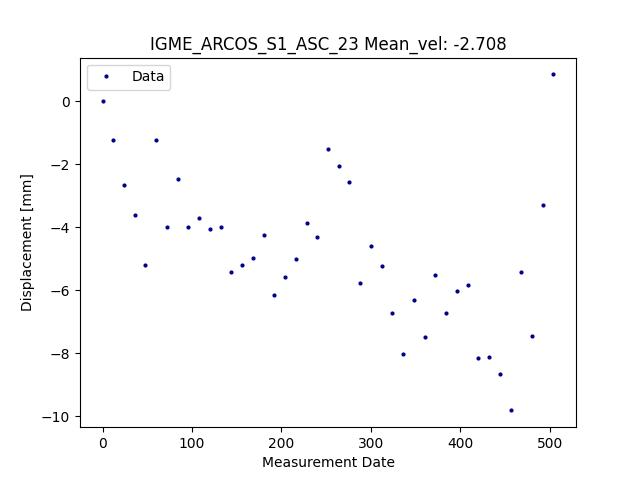 IGME_ARCOS_S1_ASC_23 Mean_vel: -2.708
Data
0
−2
−4
−6
−8
−10
Displacement [mm]
0 100 200 300 400 500
Measurement Date